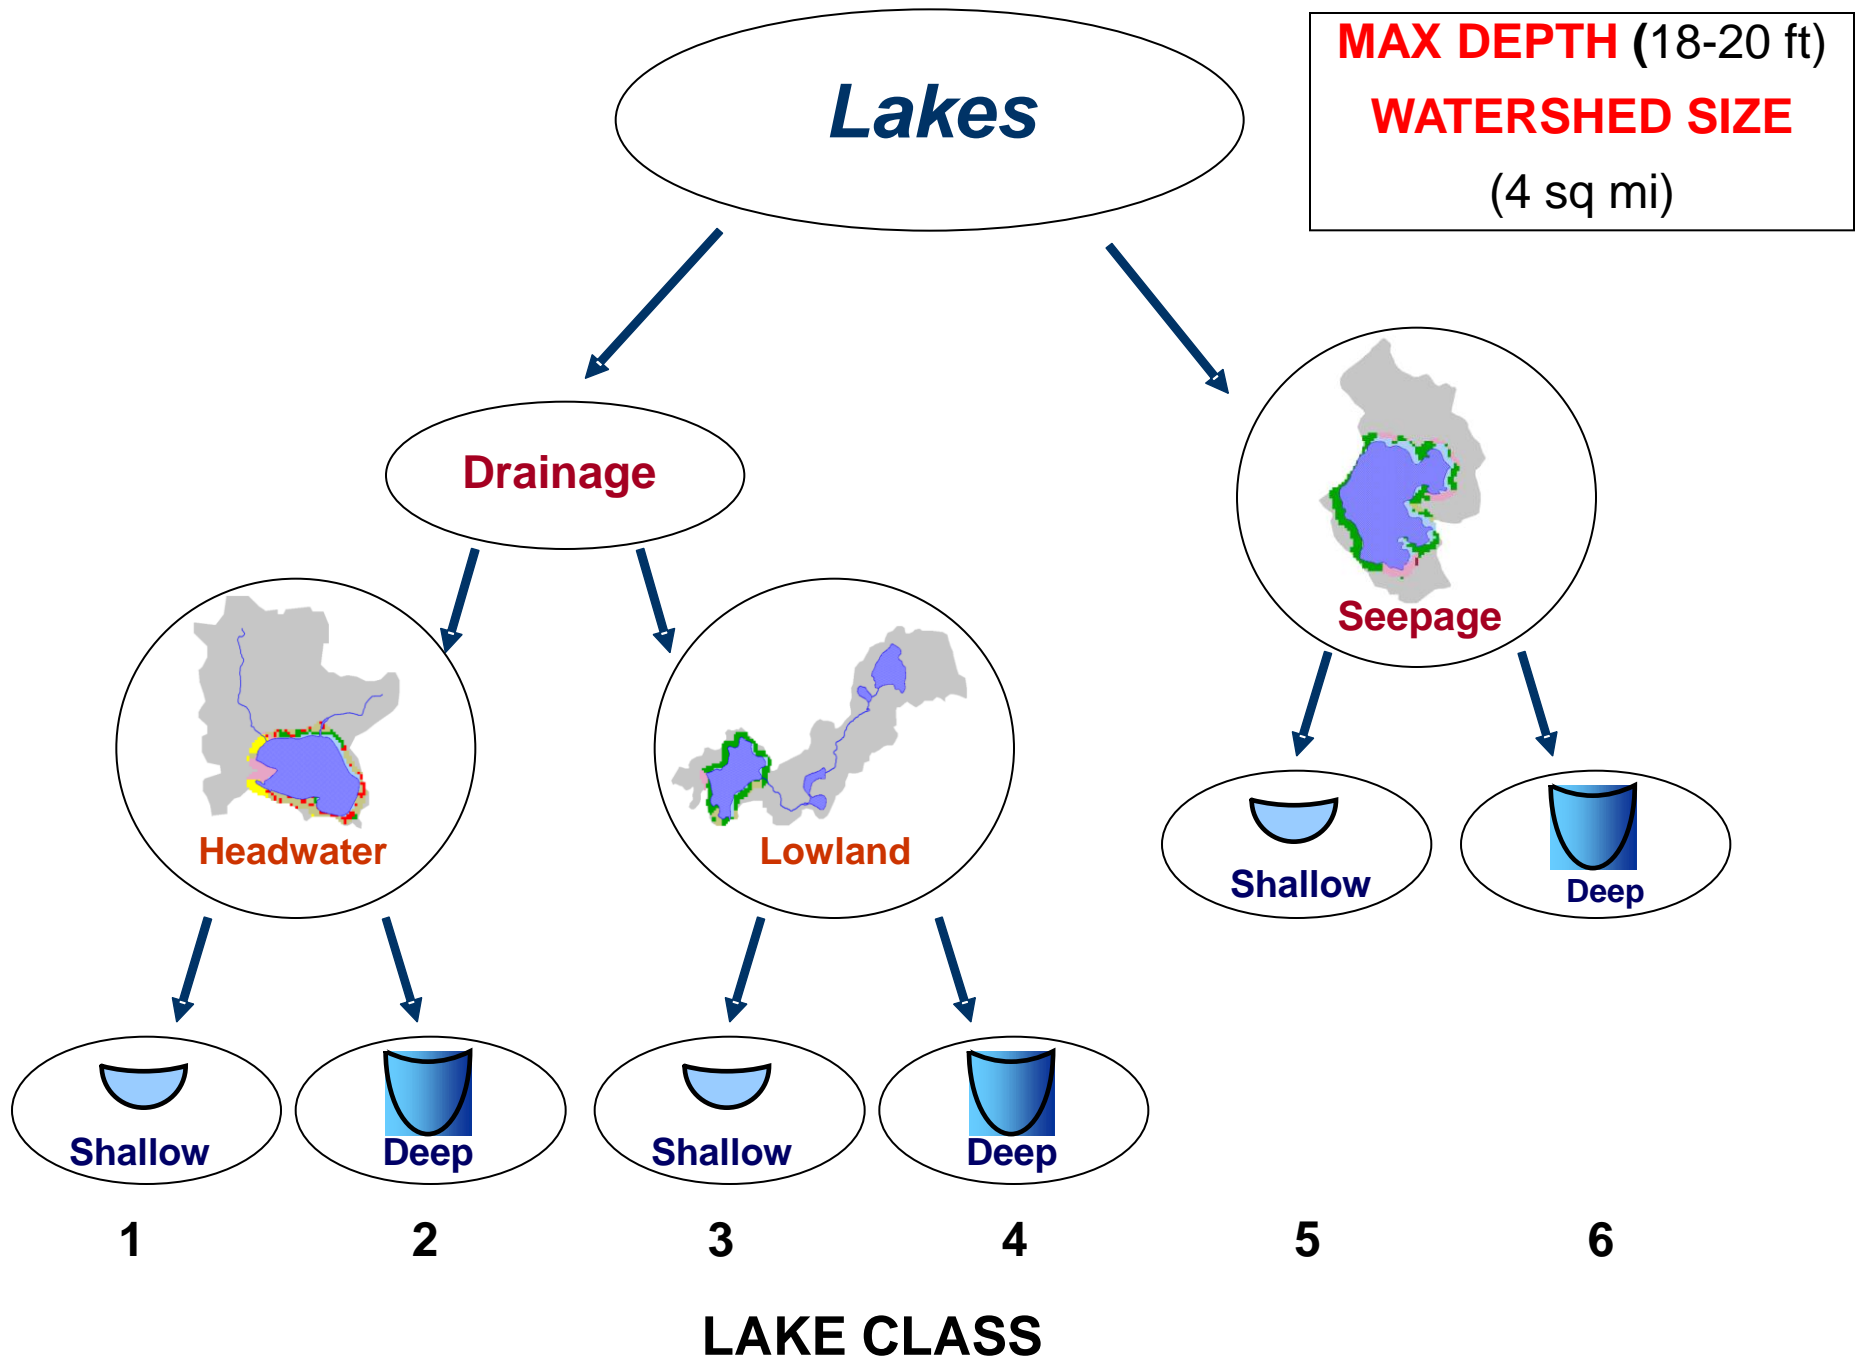 Lakes
MAX DEPTH (18-20 ft)
WATERSHED SIZE
(4 sq mi)
Drainage
Seepage
Headwater
Lowland
Shallow
Deep
Shallow
Deep
Shallow
Deep
1 2 3 4 5 6
LAKE CLASS